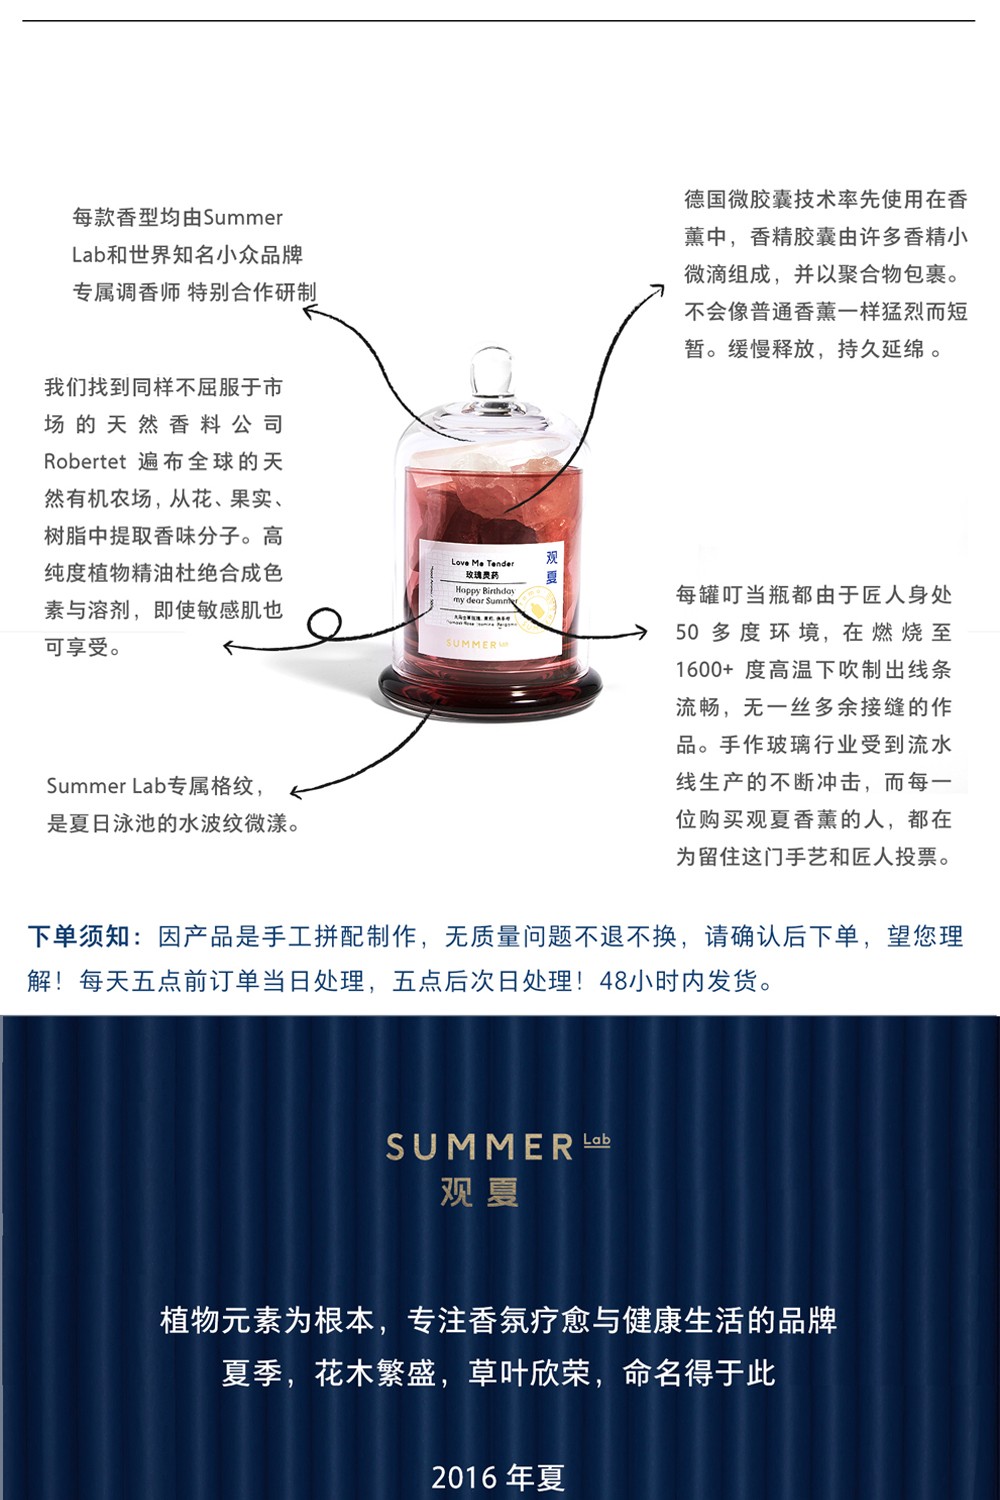 每款香型均由Summer
Lab和世界知名小众品牌
专属调香师 特别合作研制
德国微胶囊技术率先使用在香
薰中，香精胶囊由许多香精小
微滴组成，并以聚合物包裹。
不会像普通香薰一样猛烈而短
暂。缓慢释放，持久延绵 。
我们找到同样不屈服于市
场的天然香料公司
Robertet 遍布全球的天
然有机农场，从花、果实、
树脂中提取香味分子。高
纯度植物精油杜绝合成色
素与溶剂，即使敏感肌也
可享受。
Love Me Tender
玫瑰灵药
Happy Birthday
my dear Summer
SUMMER Lab
观夏
每罐叮当瓶都由于匠人身处
50 多度环境，在燃烧至
1600+ 度高温下吹制出线条
流畅，无一丝多余接缝的作
品。手作玻璃行业受到流水
线生产的不断冲击，而每一
位购买观夏香薰的人，都在
为留住这门手艺和匠人投票。
Summer Lab专属格纹，
是夏日泳池的水波纹微漾。
下单须知：因产品是手工拼配制作，无质量问题不退不换，请确认后下单，望您理
解！每天五点前订单当日处理，五点后次日处理！48小时内发货。
SUMMER Lab
观夏
植物元素为根本，专注香氛疗愈与健康生活的品牌
夏季，花木繁盛，草叶欣荣，命名得于此
2016 年夏